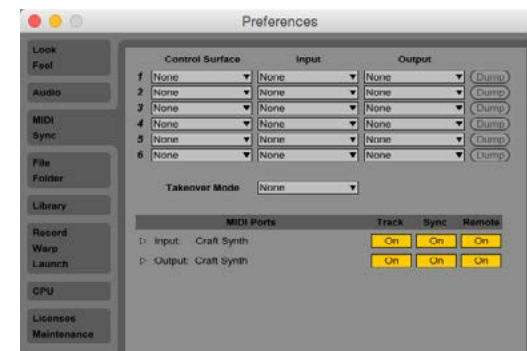 Preferences
Look
Feel
Audio
MIDI
Sync
File
Folder
Library
Record
Warp
Launch
CPU
Licenses
Maintenance
Control Surface Input Output
1 None None None Dump
2 None None None Dump
3 None None None Dump
4 None None None Dump
5 None None None Dump
6 None None None Dump
Takeover Mode None
MIDI Ports Track Sync Remote
Input: Craft Synth On On On
Output: Craft Synth On On On